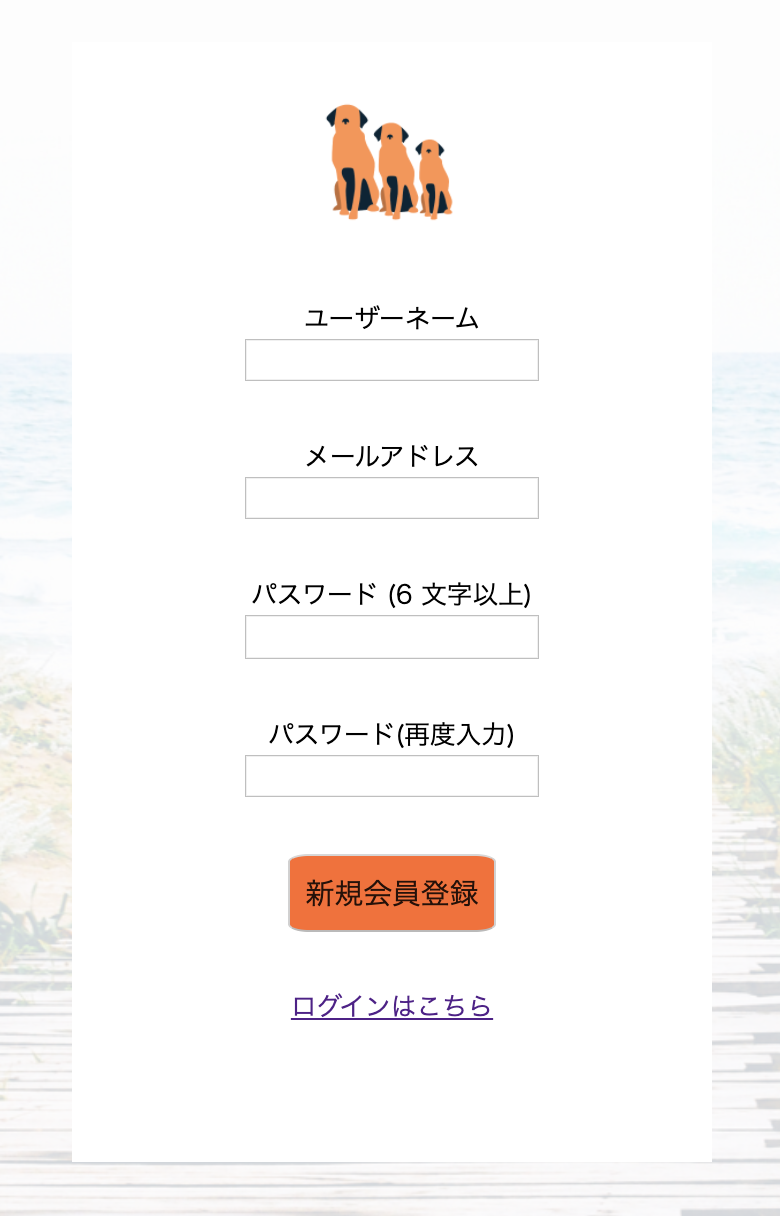 ユーザーネーム
メールアドレス
パスワード (6 文字以上)
パスワード(再度入力)
新規会員登録
ログインはこちら